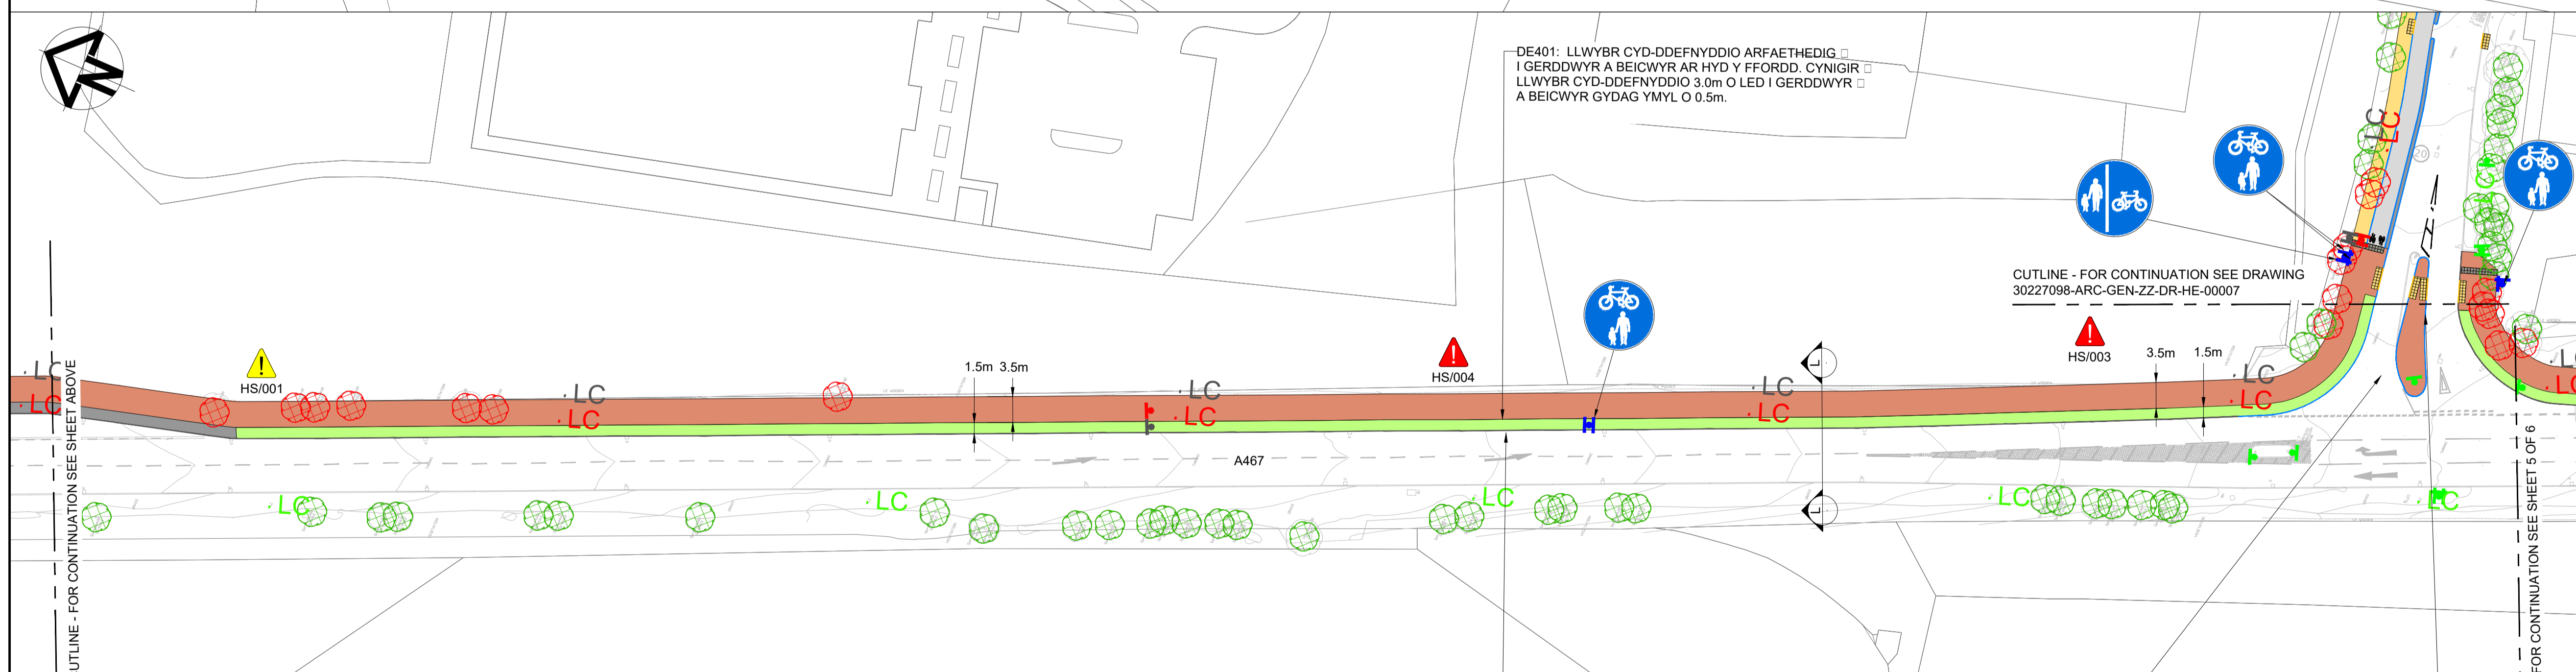 N
DE401: LLWYBR CYD-DDEFNYDDIO ARFAETHEDIG
I GERDDWYR A BEICWYR AR HYD Y FFORDD. CYNIGIR
LLWYBR CYD-DDEFNYDDIO 3.0m O LED I GERDDWYR
A BEICWYR GYDAG YMYL O 0.5m.
LC
LC
20
CUTLINE - FOR CONTINUATION SEE DRAWING
30227098-ARC-GEN-ZZ-DR-HE-00007
HS/001
HS/004
HS/003
1.5m
3.5m
3.5m
1.5m
L
L
LC
LC
LC
LC
LC
LC
LC
LC
LC
LC
LC
LC
A467
LC
LC
LC
LC
LC
UTLINE - FOR CONTINUATION SEE SHEET ABOVE
FOR CONTINUATION SEE SHEET 5 OF 6